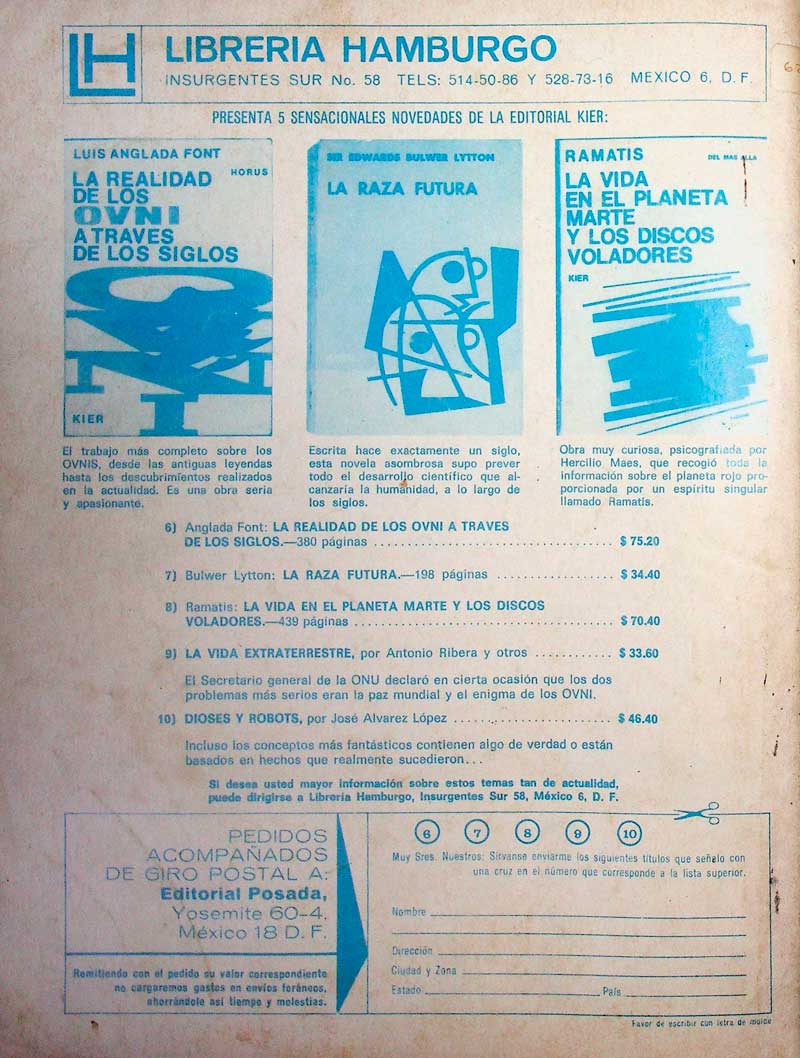 LH LIBRERIA HAMBURGO
INSURGENTES SUR No. 58 TELS: 514-50-86 Y 528-73-16 MEXICO 6, D. F.
PRESENTA 5 SENSACIONALES NOVEDADES DE LA EDITORIAL KIER:
LUIS ANGLADA FONT
HORUS
LA REALIDAD
DE LOS
OVNI
A TRAVES
DE LOS SIGLOS
OVNI
KIER
SIR EDWARDS BULWER LYTTON
LA RAZA FUTURA
RAMATIS
DEL MAS ALLA
LA VIDA
EN EL PLANETA
MARTE
Y LOS DISCOS
VOLADORES
KIER
El trabajo más completo sobre los
OVNIS, desde las antiguas leyendas
hasta los descubrimientos realizados
en la actualidad. Es una obra seria
y apasionante.
Escrita hace exactamente un siglo,
esta novela asombrosa supo prever
todo el desarrollo científico que al-
canzaría la humanidad, a lo largo de
los siglos.
Obra muy curiosa, psicografiada por
Hercilio Maes, que recogió toda la
información sobre el planeta rojo pro-
porcionada por un espíritu singular
llamado Ramatis.
6) Anglada Font: LA REALIDAD DE LOS OVNI A TRAVES
DE LOS SIGLOS.—380 páginas ................................ $ 75.20
7) Bulwer Lytton: LA RAZA FUTURA.—198 páginas ................ $ 34.40
8) Ramatis: LA VIDA EN EL PLANETA MARTE Y LOS DISCOS
VOLADORES.—439 páginas ................................... $ 70.40
9) LA VIDA EXTRATERRESTRE, por Antonio Ribera y otros ........... $ 33.60
El Secretario general de la ONU declaró en cierta ocasión que los dos
problemas más serios eran la paz mundial y el enigma de los OVNI.
10) DIOSES Y ROBOTS, por José Alvarez López ...................... $ 46.40
Incluso los conceptos más fantásticos contienen algo de verdad o están
basados en hechos que realmente sucedieron...
Si desea usted mayor información sobre estos temas tan de actualidad,
puede dirigirse a Librería Hamburgo, Insurgentes Sur 58, México 6, D. F.
PEDIDOS
ACOMPAÑADOS
DE GIRO POSTAL A:
Editorial Posada,
Yosemite 60-4,
México 18 D. F.
Remitiendo con el pedido su valor correspondiente
no cargaremos gastos en envíos foráneos,
ahorrándole así tiempo y molestias.
6 7 8 9 10
Muy Sres. Nuestros: Sírvanse enviarme los siguientes títulos que señalo con
una cruz en el número que corresponde a la lista superior.
Nombre
Dirección
Ciudad y Zona
Estado País
Favor de escribir con letra de molde